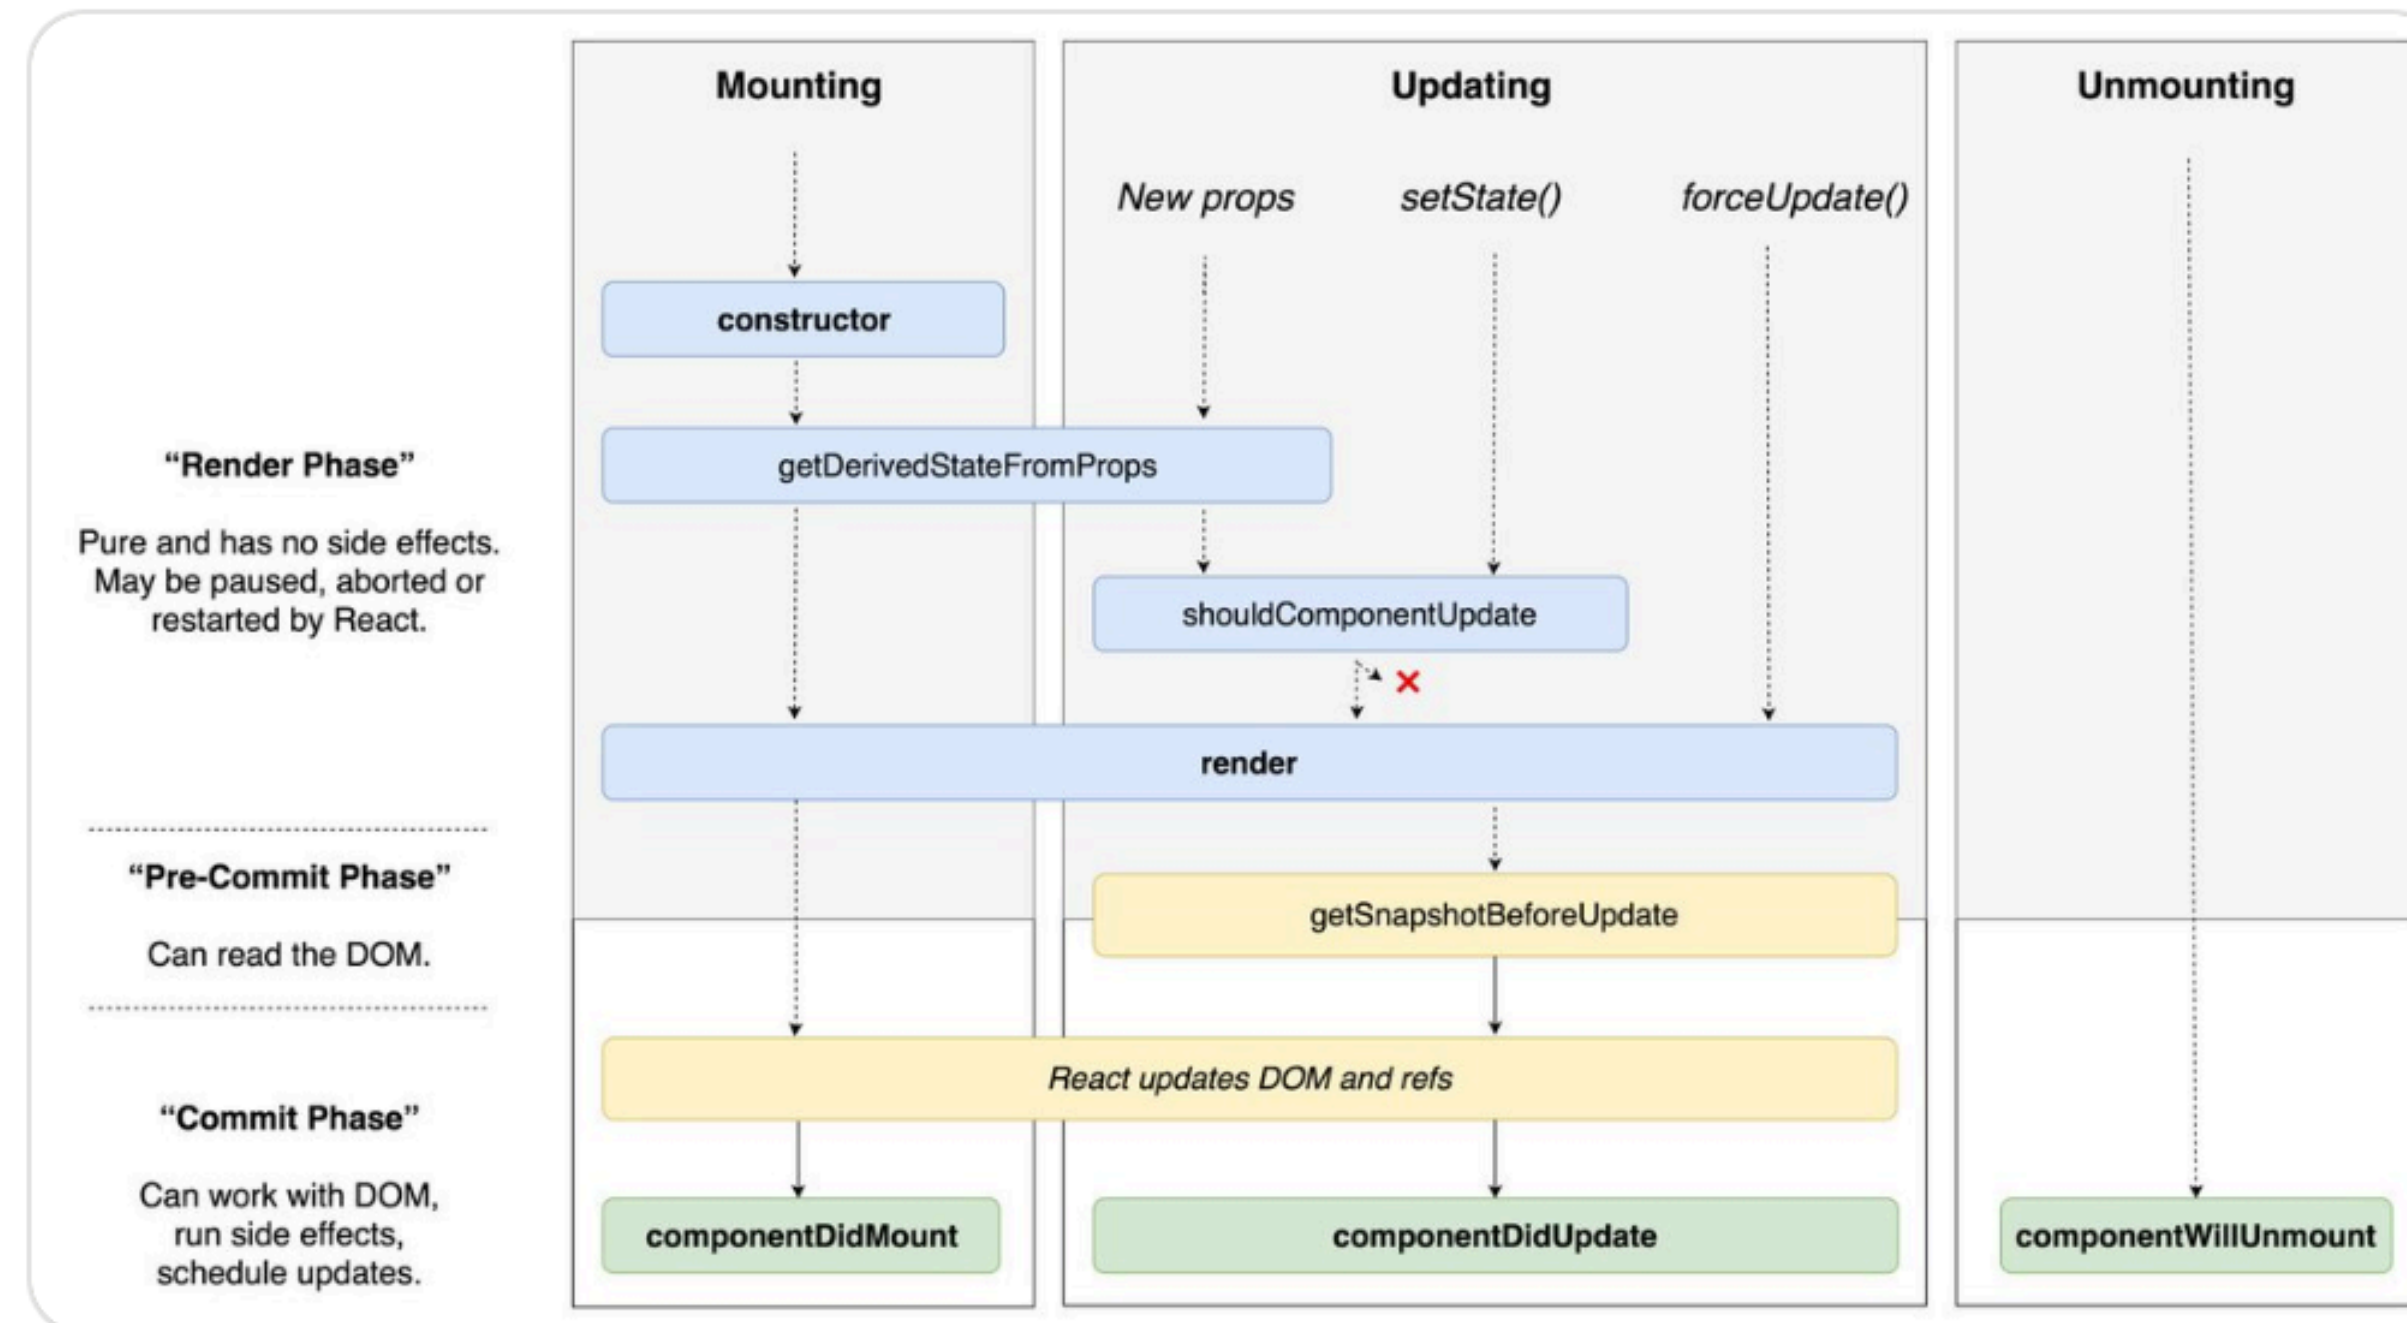 Mounting
Updating
Unmounting
New props
setState()
forceUpdate()
constructor
“Render Phase”
getDerivedStateFromProps
Pure and has no side effects.
May be paused, aborted or
restarted by React.
shouldComponentUpdate
render
“Pre-Commit Phase”
getSnapshotBeforeUpdate
Can read the DOM.
React updates DOM and refs
“Commit Phase”
Can work with DOM,
run side effects,
schedule updates.
componentDidMount
componentDidUpdate
componentWillUnmount